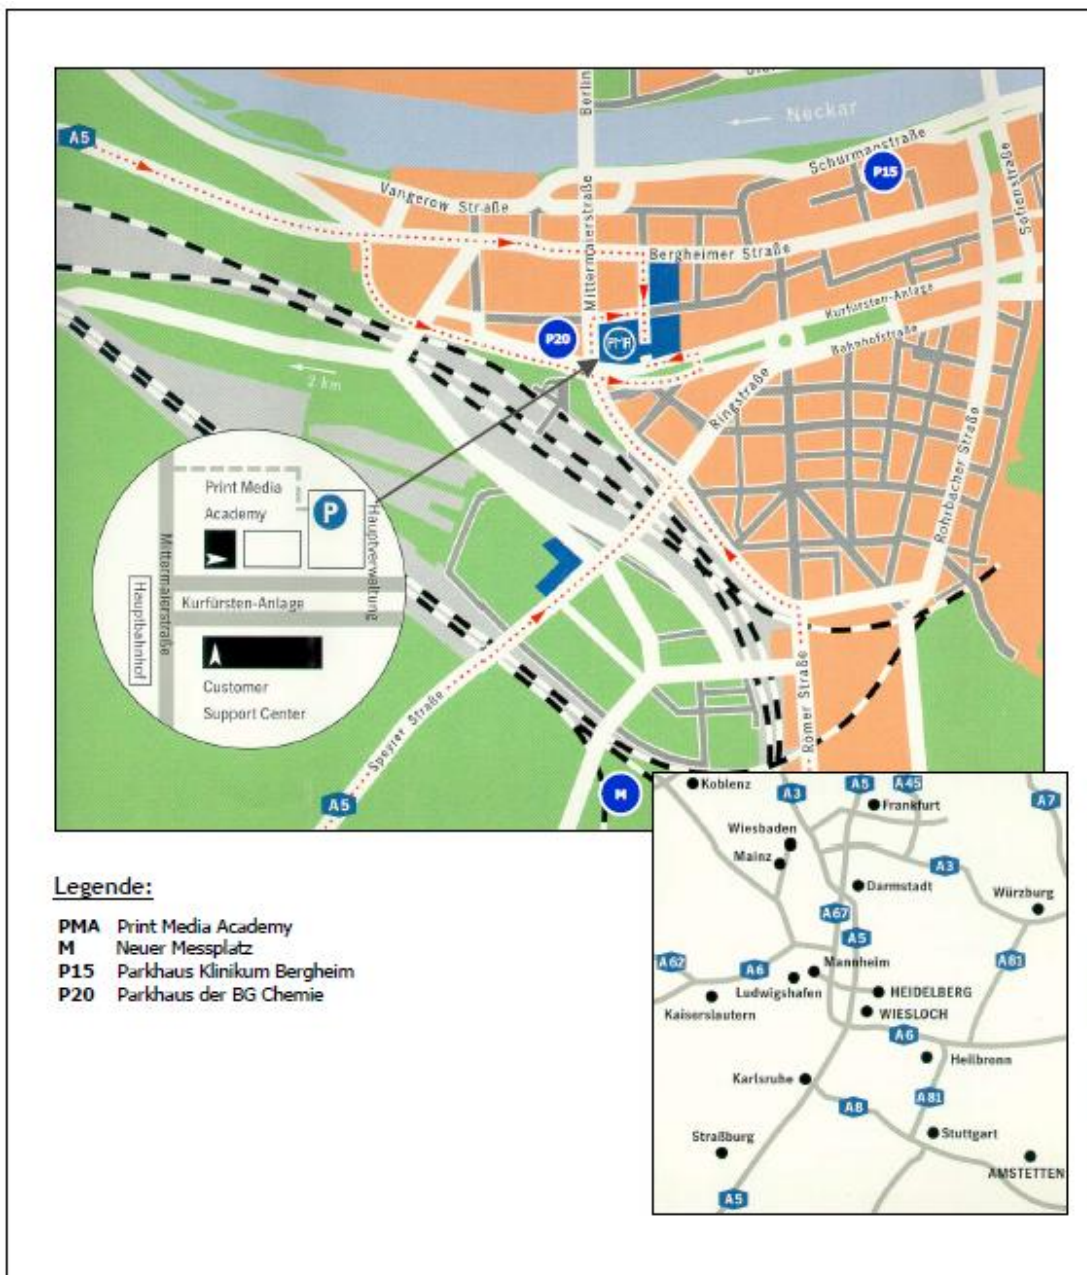 A5
Neckar
Schurmanstraße
P15
Sofienstraße
Vangerow Straße
Mittermaierstraße
Bergheimer Straße
Kurfürsten-Anlage
Bahnhofstraße
P20
PMA
2 km
Ringstraße
Rohrbacher Straße
Print Media
Academy
P
Hauptverwaltung
Mittermaierstraße
Hauptbahnhof
Kurfürsten-Anlage
Customer
Support Center
Speyrer Straße
Römer Straße
A5
M
Koblenz
A3
A5
A45
A7
Frankfurt
Wiesbaden
Mainz
A3
Darmstadt
Würzburg
A67
A5
A81
A62
A6
Mannheim
Ludwigshafen
HEIDELBERG
Kaiserslautern
WIESLOCH
A6
Heilbronn
Karlsruhe
A8
A81
Straßburg
Stuttgart
AMSTETTEN
A5
Legende:
PMA Print Media Academy
M Neuer Messplatz
P15 Parkhaus Klinikum Bergheim
P20 Parkhaus der BG Chemie